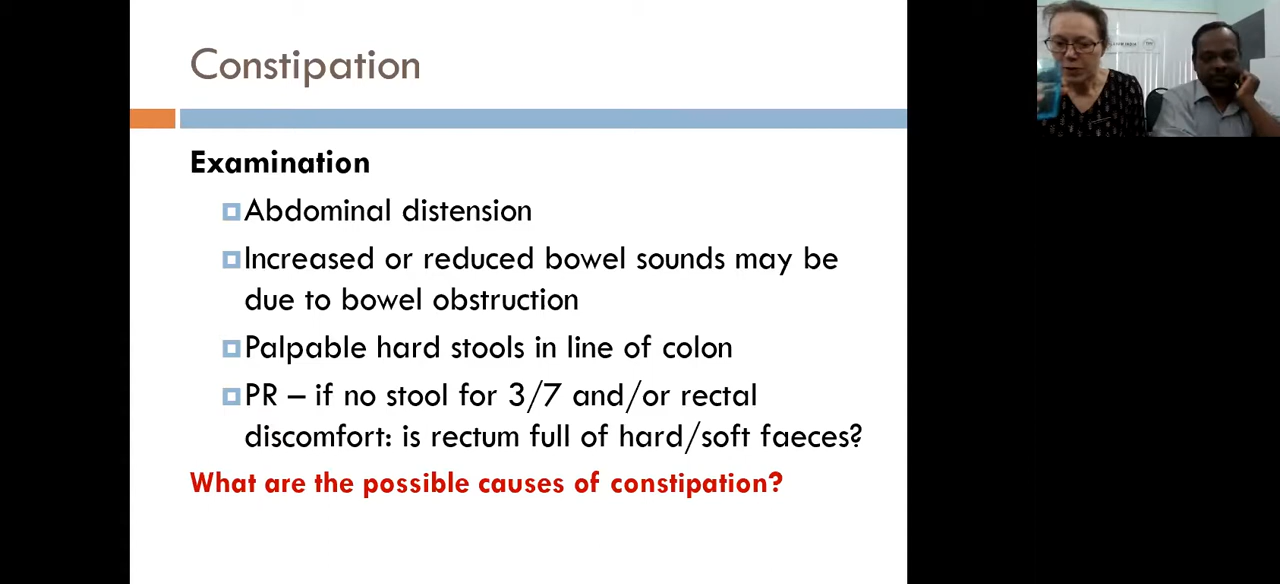 Constipation
Examination
Abdominal distension
Increased or reduced bowel sounds may be
due to bowel obstruction
Palpable hard stools in line of colon
PR – if no stool for 3/7 and/or rectal
discomfort: is rectum full of hard/soft faeces?
What are the possible causes of constipation?